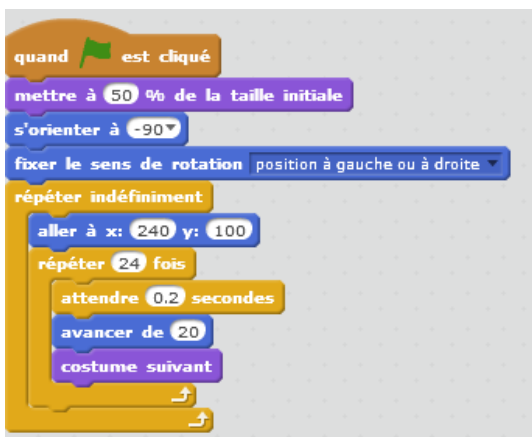 quand est cliqué
mettre à 50 % de la taille initiale
s'orienter à -90
fixer le sens de rotation position à gauche ou à droite
répéter indéfiniment
aller à x: 240 y: 100
répéter 24 fois
attendre 0.2 secondes
avancer de 20
costume suivant